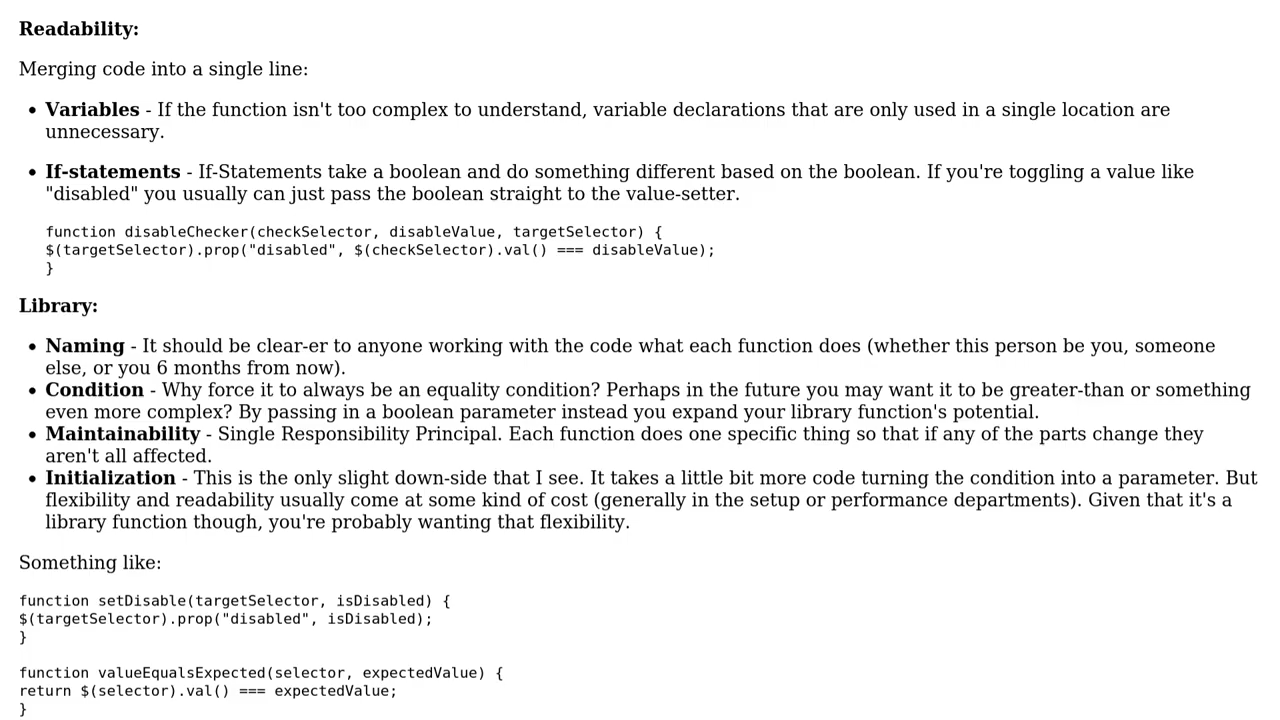 Readability:
Merging code into a single line:
• Variables - If the function isn't too complex to understand, variable declarations that are only used in a single location are
unnecessary.
• If-statements - If-Statements take a boolean and do something different based on the boolean. If you're toggling a value like
"disabled" you usually can just pass the boolean straight to the value-setter.
function disableChecker(checkSelector, disableValue, targetSelector) {
$(targetSelector).prop("disabled", $(checkSelector).val() === disableValue);
}
Library:
• Naming - It should be clear-er to anyone working with the code what each function does (whether this person be you, someone
else, or you 6 months from now).
• Condition - Why force it to always be an equality condition? Perhaps in the future you may want it to be greater-than or something
even more complex? By passing in a boolean parameter instead you expand your library function's potential.
• Maintainability - Single Responsibility Principal. Each function does one specific thing so that if any of the parts change they
aren't all affected.
• Initialization - This is the only slight down-side that I see. It takes a little bit more code turning the condition into a parameter. But
flexibility and readability usually come at some kind of cost (generally in the setup or performance departments). Given that it's a
library function though, you're probably wanting that flexibility.
Something like:
function setDisable(targetSelector, isDisabled) {
$(targetSelector).prop("disabled", isDisabled);
}
function valueEqualsExpected(selector, expectedValue) {
return $(selector).val() === expectedValue;
}